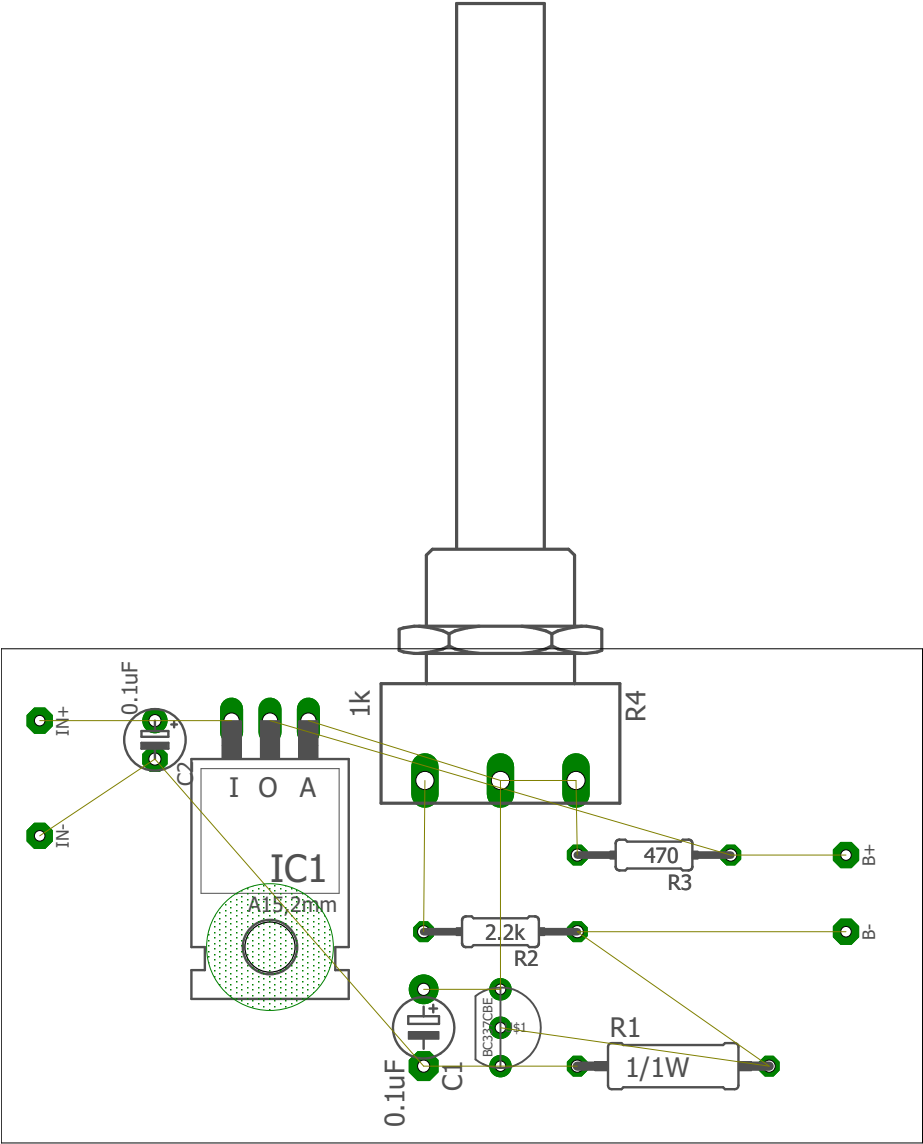 0.1uF
IN+
C2
IN-
I O A
IC1
A15,2mm
1k
R4
470
R3
B+
B-
2.2k
R2
BC337CBE
$1
0.1uF
C1
R1
1/1W
+
+